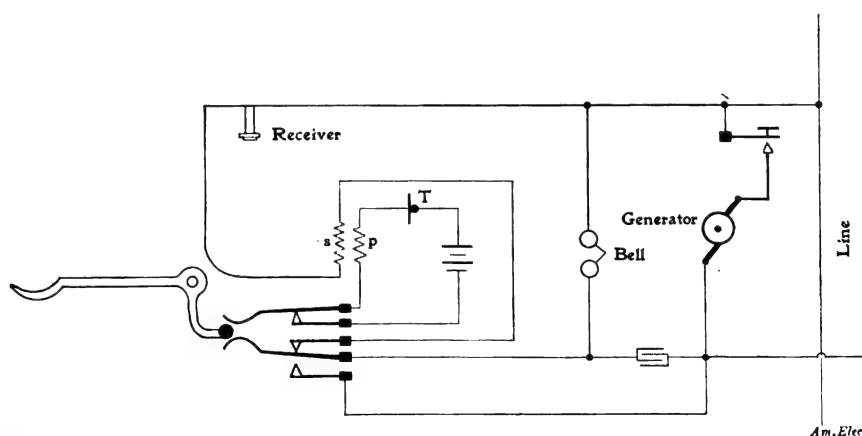 Receiver
T
s
p
Generator
Bell
Line
Am. Elec